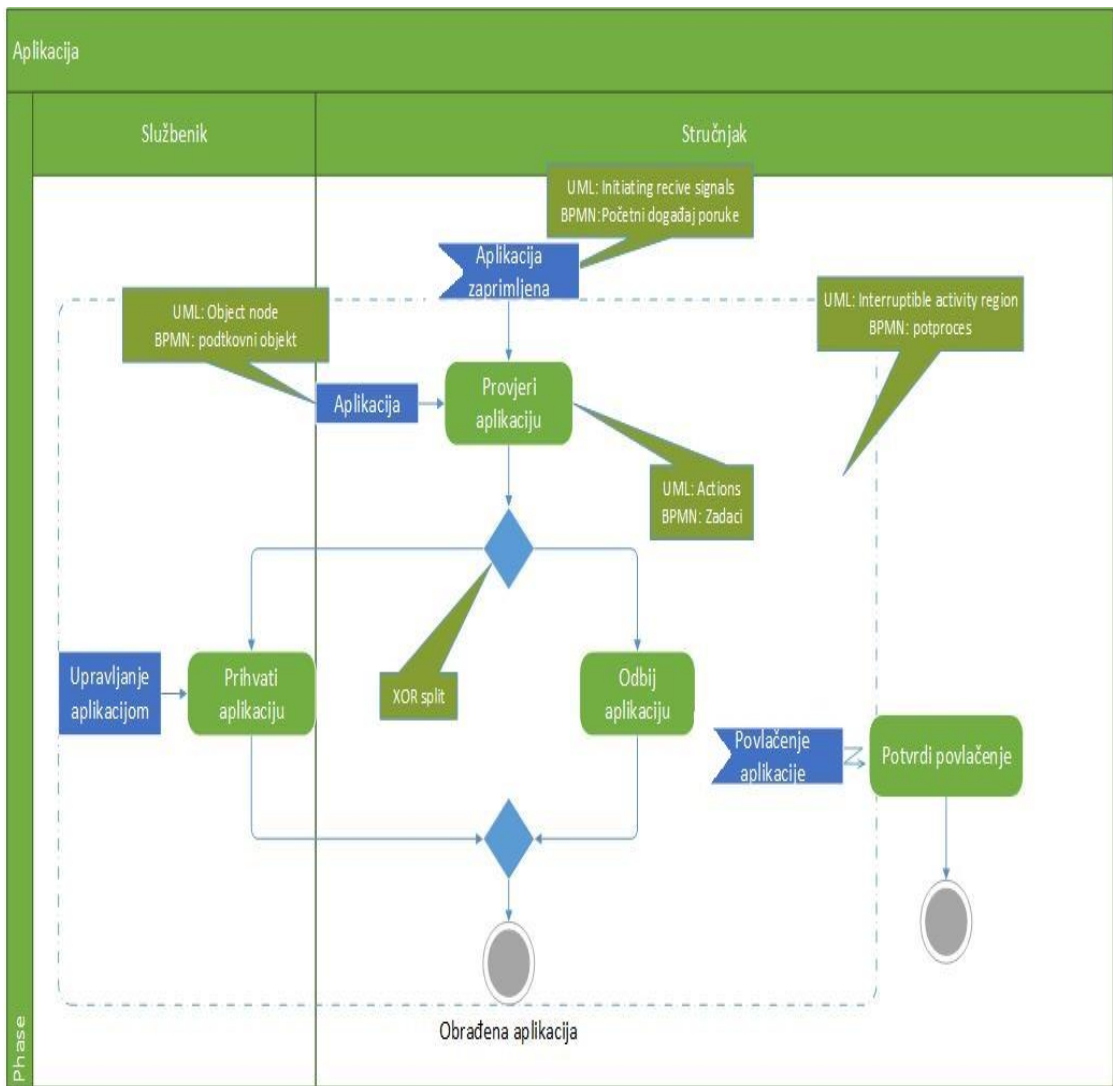 Aplikacija
Službenik
Stručnjak
UML: Initiating recive signals
BPMN:Početni događaj poruke
Aplikacija
zaprimljena
UML: Object node
BPMN: podtkovni objekt
UML: Interruptible activity region
BPMN: potproces
Aplikacija
Provjeri
aplikaciju
UML: Actions
BPMN: Zadaci
Upravljanje
aplikacijom
Prihvati
aplikaciju
XOR split
Odbij
aplikaciju
Povlačenje
aplikacije
Potvrdi povlačenje
Obrađena aplikacija
Phase